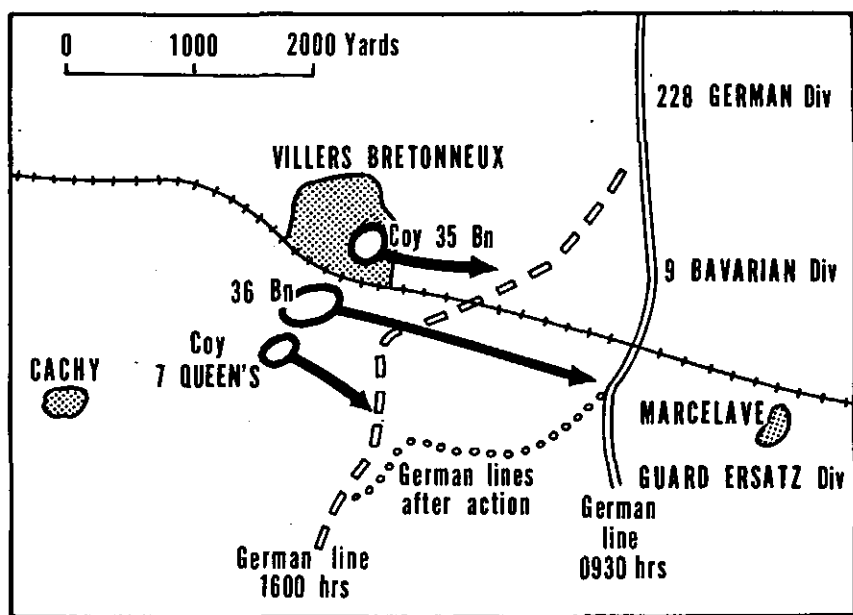 0 1000 2000 Yards
228 GERMAN Div
VILLERS BRETONNEUX
Coy 35 Bn
9 BAVARIAN Div
36 Bn
Coy
7 QUEEN'S
CACHY
MARCELAVE
German lines
after action
GUARD ERSATZ Div
German line
1600 hrs
German
line
0930 hrs